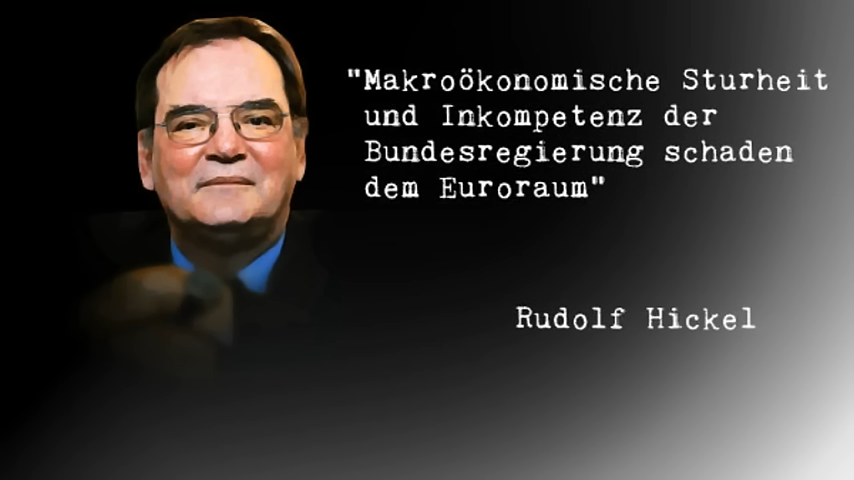 "Makroökonomische Sturheit
und Inkompetenz der
Bundesregierung schaden
dem Euroraum"
Rudolf Hickel